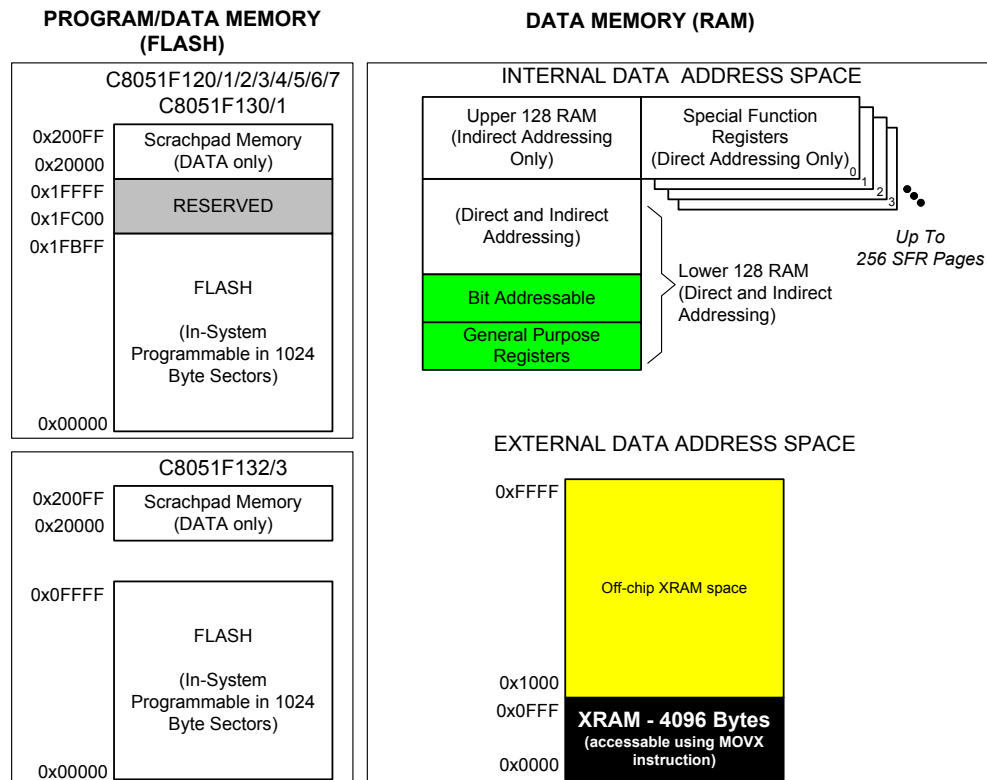 PROGRAM/DATA MEMORY
(FLASH)
C8051F120/1/2/3/4/5/6/7
C8051F130/1
0x200FF
0x20000
Scrachpad Memory
(DATA only)
0x1FFFF
0x1FC00
RESERVED
0x1FBFF
FLASH
(In-System
Programmable in 1024
Byte Sectors)
0x00000
C8051F132/3
0x200FF
0x20000
Scrachpad Memory
(DATA only)
0x0FFFF
FLASH
(In-System
Programmable in 1024
Byte Sectors)
0x00000
DATA MEMORY (RAM)
INTERNAL DATA ADDRESS SPACE
Upper 128 RAM
(Indirect Addressing
Only)
Special Function
Registers
(Direct Addressing Only)
0
1
2
3
Up To
256 SFR Pages
(Direct and Indirect
Addressing)
Bit Addressable
General Purpose
Registers
Lower 128 RAM
(Direct and Indirect
Addressing)
EXTERNAL DATA ADDRESS SPACE
0xFFFF
Off-chip XRAM space
0x1000
0x0FFF
XRAM - 4096 Bytes
(accessable using MOVX
instruction)
0x0000